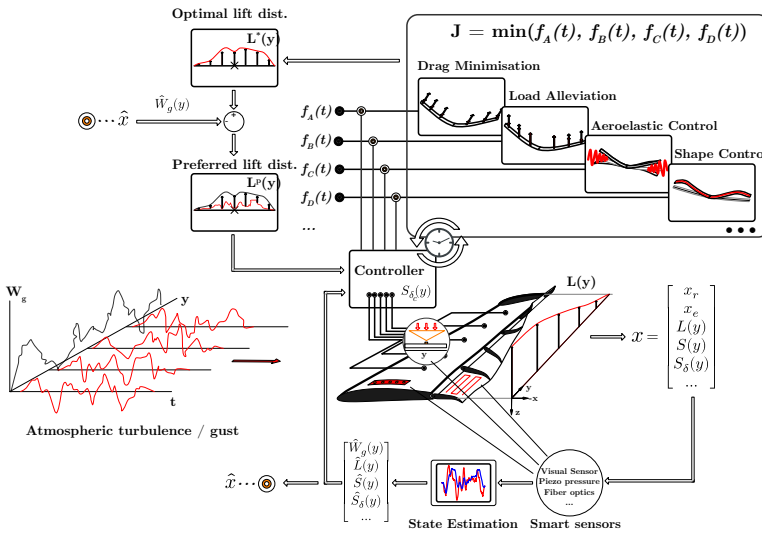 Optimal lift dist.
L*(y)
J = min(f_A(t), f_B(t), f_C(t), f_D(t))
Drag Minimisation
Load Alleviation
Aeroelastic Control
Shape Control
f_A(t)
f_B(t)
f_C(t)
f_D(t)
...
x̂
Ŵ_g(y)
+
-
Preferred lift dist.
L^p(y)
Controller
S_δc(y)
W_g
y
t
Atmospheric turbulence / gust
L(y)
y
y
x
z
x =
x_r
x_e
L(y)
S(y)
S_δ(y)
...
x̂
Ŵ_g(y)
L̂(y)
Ŝ(y)
Ŝ_δ(y)
...
State Estimation
Visual Sensor
Piezo pressure
Fiber optics
...
Smart sensors